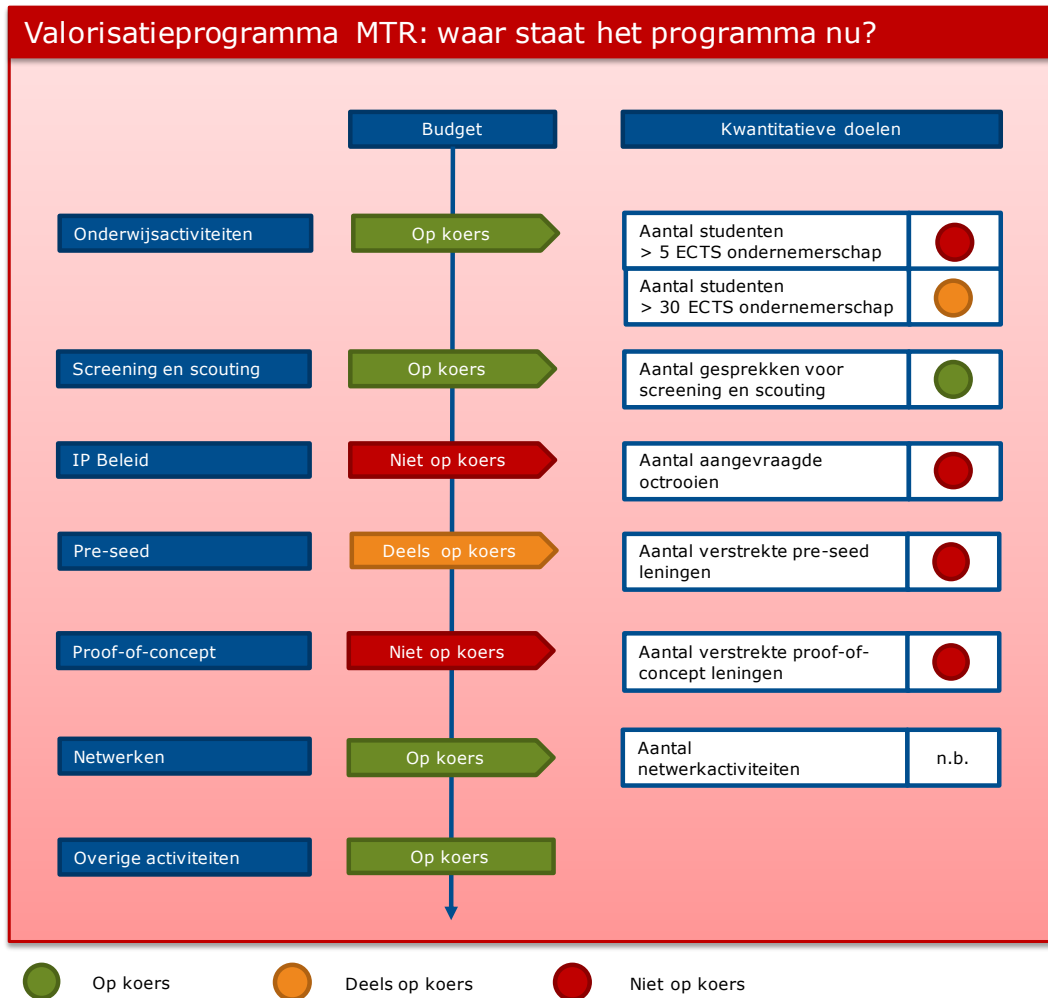 Valorisatieprogramma MTR: waar staat het programma nu?
Budget
Kwantitatieve doelen
Onderwijsactiviteiten
Op koers
Aantal studenten
> 5 ECTS ondernemerschap
Aantal studenten
> 30 ECTS ondernemerschap
Screening en scouting
Op koers
Aantal gesprekken voor
screening en scouting
IP Beleid
Niet op koers
Aantal aangevraagde
octrooien
Pre-seed
Deels op koers
Aantal verstrekte pre-seed
leningen
Proof-of-concept
Niet op koers
Aantal verstrekte proof-of-
concept leningen
Netwerken
Op koers
Aantal
netwerkactiviteiten
n.b.
Overige activiteiten
Op koers
Op koers
Deels op koers
Niet op koers